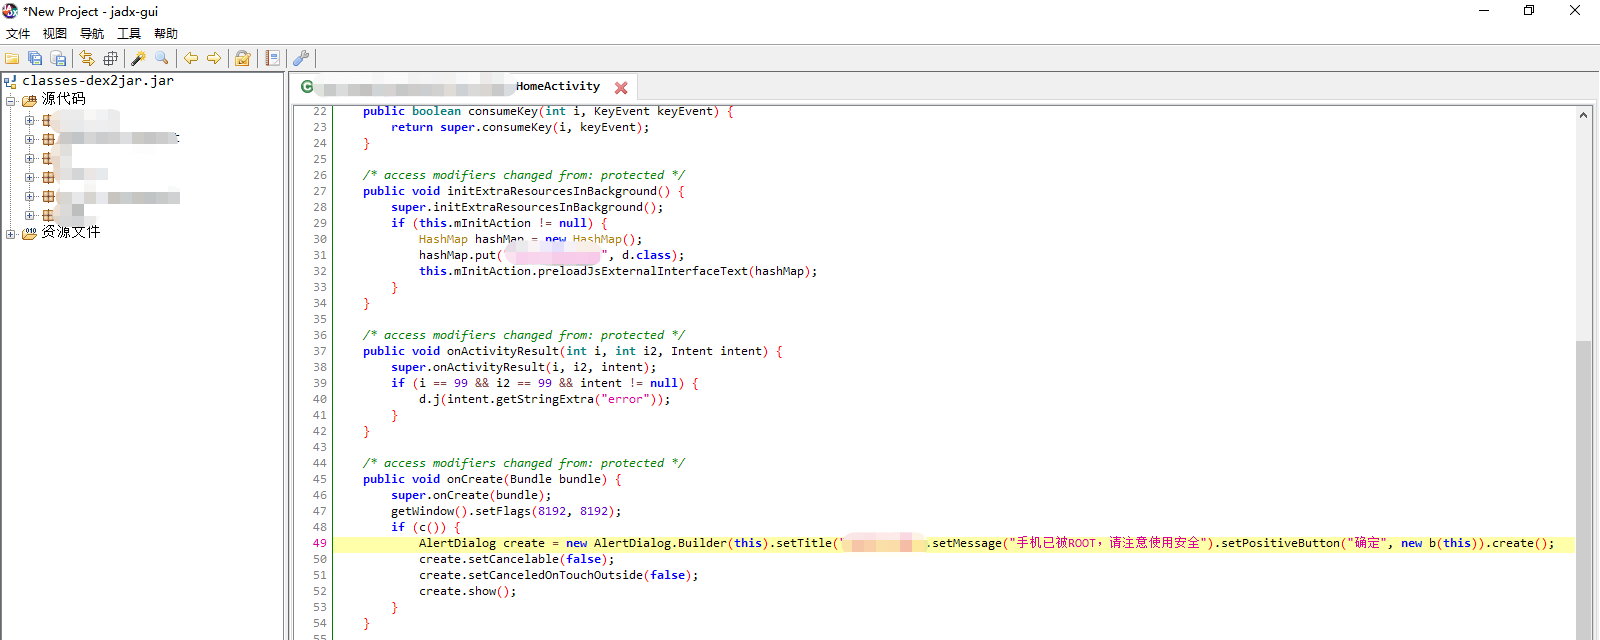 *New Project - jadx-gui
文件 视图 导航 工具 帮助
classes-dex2jar.jar
源代码
资源文件
HomeActivity
22 public boolean consumeKey(int i, KeyEvent keyEvent) {
23 return super.consumeKey(i, keyEvent);
24 }
25
26 /* access modifiers changed from: protected */
27 public void initExtraResourcesInBackground() {
28 super.initExtraResourcesInBackground();
29 if (this.mInitAction != null) {
30 HashMap hashMap = new HashMap();
31 hashMap.put( ", d.class);
32 this.mInitAction.preloadJsExternalInterfaceText(hashMap);
33 }
34 }
35
36 /* access modifiers changed from: protected */
37 public void onActivityResult(int i, int i2, Intent intent) {
38 super.onActivityResult(i, i2, intent);
39 if (i == 99 && i2 == 99 && intent != null) {
40 d.j(intent.getStringExtra("error"));
41 }
42 }
43
44 /* access modifiers changed from: protected */
45 public void onCreate(Bundle bundle) {
46 super.onCreate(bundle);
47 getWindow().setFlags(8192, 8192);
48 if (c()) {
49 AlertDialog create = new AlertDialog.Builder(this).setTitle( .setMessage("手机已被ROOT，请注意使用安全").setPositiveButton("确定", new b(this)).create();
50 create.setCancelable(false);
51 create.setCanceledOnTouchOutside(false);
52 create.show();
53 }
54 }
55